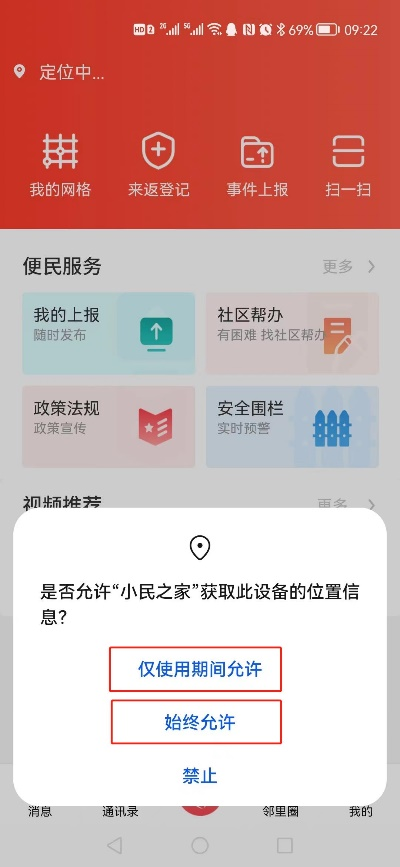 HD 2 2G 5G 69% 09:22
定位中...
我的网格 来返登记 事件上报 扫一扫
便民服务 更多
我的上报 社区帮办
随时发布 有困难 找社区帮办
政策法规 安全围栏
政策宣传 实时预警
视频推荐 更多
是否允许“小民之家”获取此设备的位置信
息？
仅使用期间允许
始终允许
禁止
消息 通讯录 邻里圈 我的